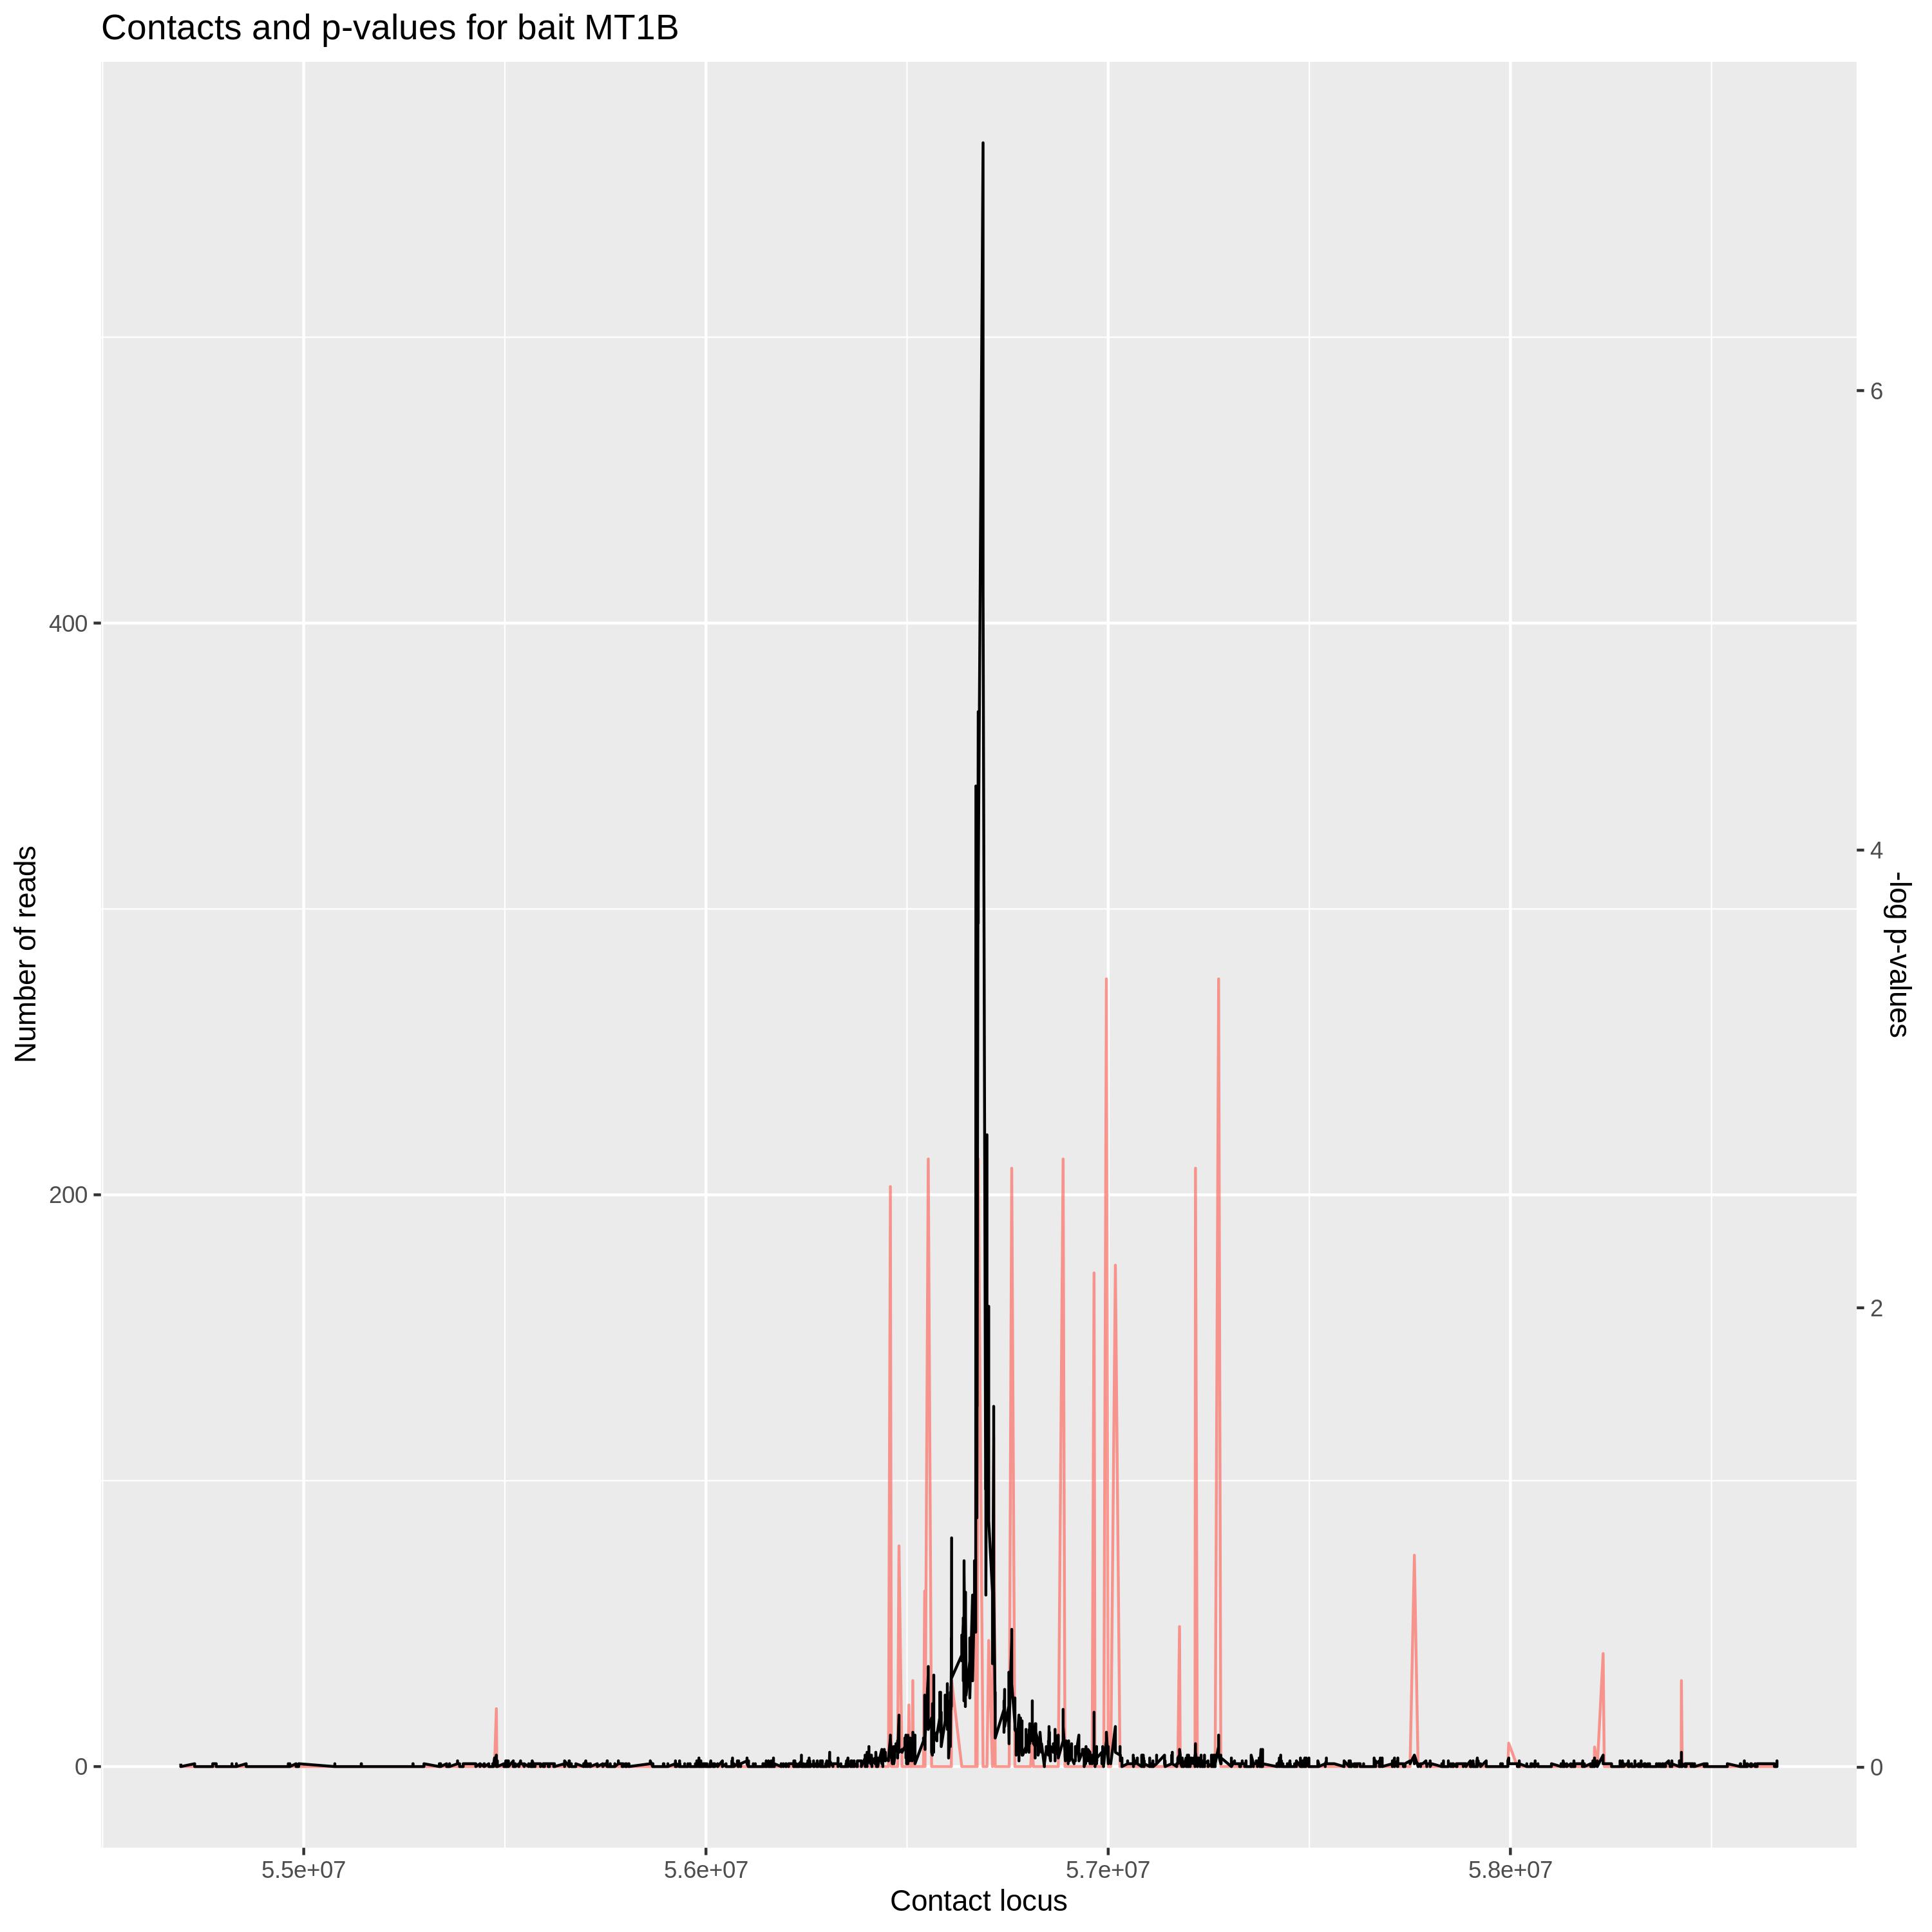 Contacts and p-values for bait MT1B
Number of reads
400
200
0
6
4
2
0
-log p-values
5.5e+07
5.6e+07
5.7e+07
5.8e+07
Contact locus